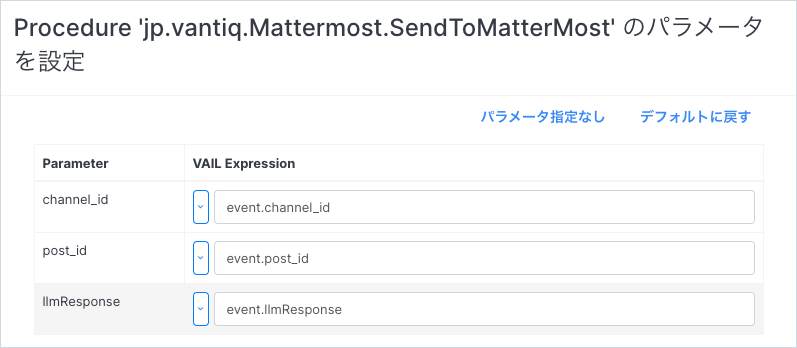 Procedure 'jp.vantiq.Mattermost.SendToMatterMost' のパラメータ
を設定
パラメータ指定なし デフォルトに戻す
Parameter VAIL Expression
channel_id event.channel_id
post_id event.post_id
llmResponse event.llmResponse